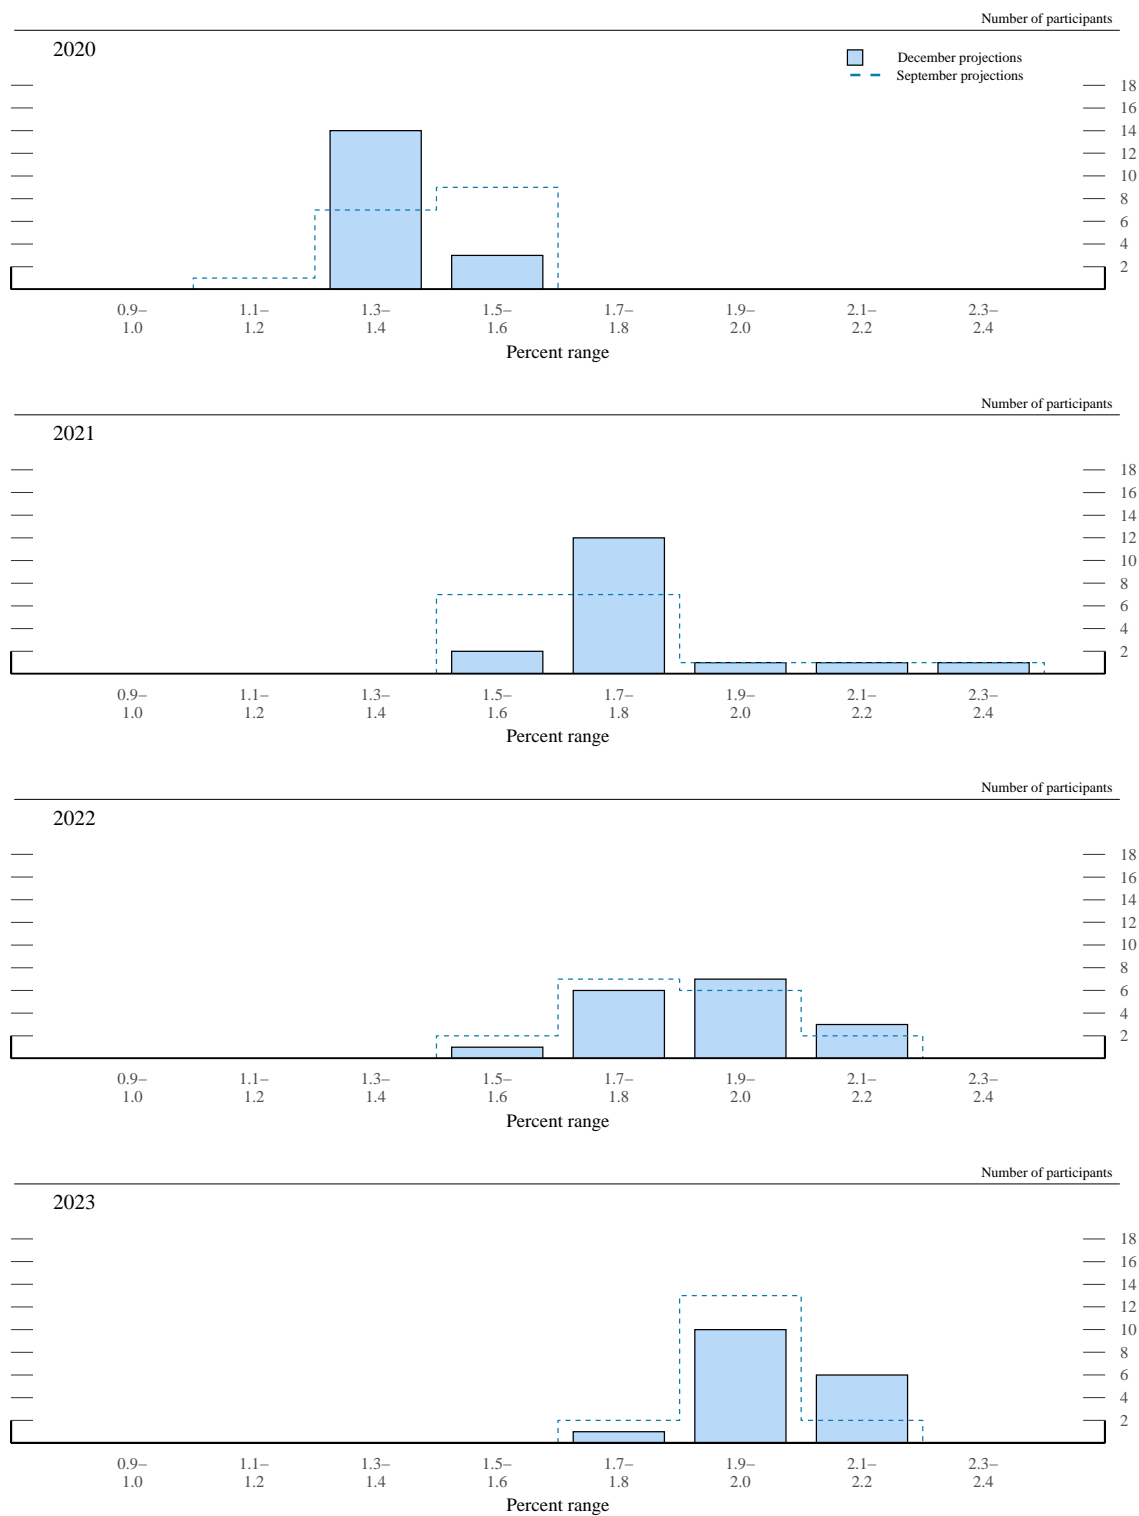 Number of participants
2020
December projections
September projections
18
16
14
12
10
8
6
4
2
0.9– 1.1– 1.3– 1.5– 1.7– 1.9– 2.1– 2.3–
1.0 1.2 1.4 1.6 1.8 2.0 2.2 2.4
Percent range
Number of participants
2021
18
16
14
12
10
8
6
4
2
0.9– 1.1– 1.3– 1.5– 1.7– 1.9– 2.1– 2.3–
1.0 1.2 1.4 1.6 1.8 2.0 2.2 2.4
Percent range
Number of participants
2022
18
16
14
12
10
8
6
4
2
0.9– 1.1– 1.3– 1.5– 1.7– 1.9– 2.1– 2.3–
1.0 1.2 1.4 1.6 1.8 2.0 2.2 2.4
Percent range
Number of participants
2023
18
16
14
12
10
8
6
4
2
0.9– 1.1– 1.3– 1.5– 1.7– 1.9– 2.1– 2.3–
1.0 1.2 1.4 1.6 1.8 2.0 2.2 2.4
Percent range